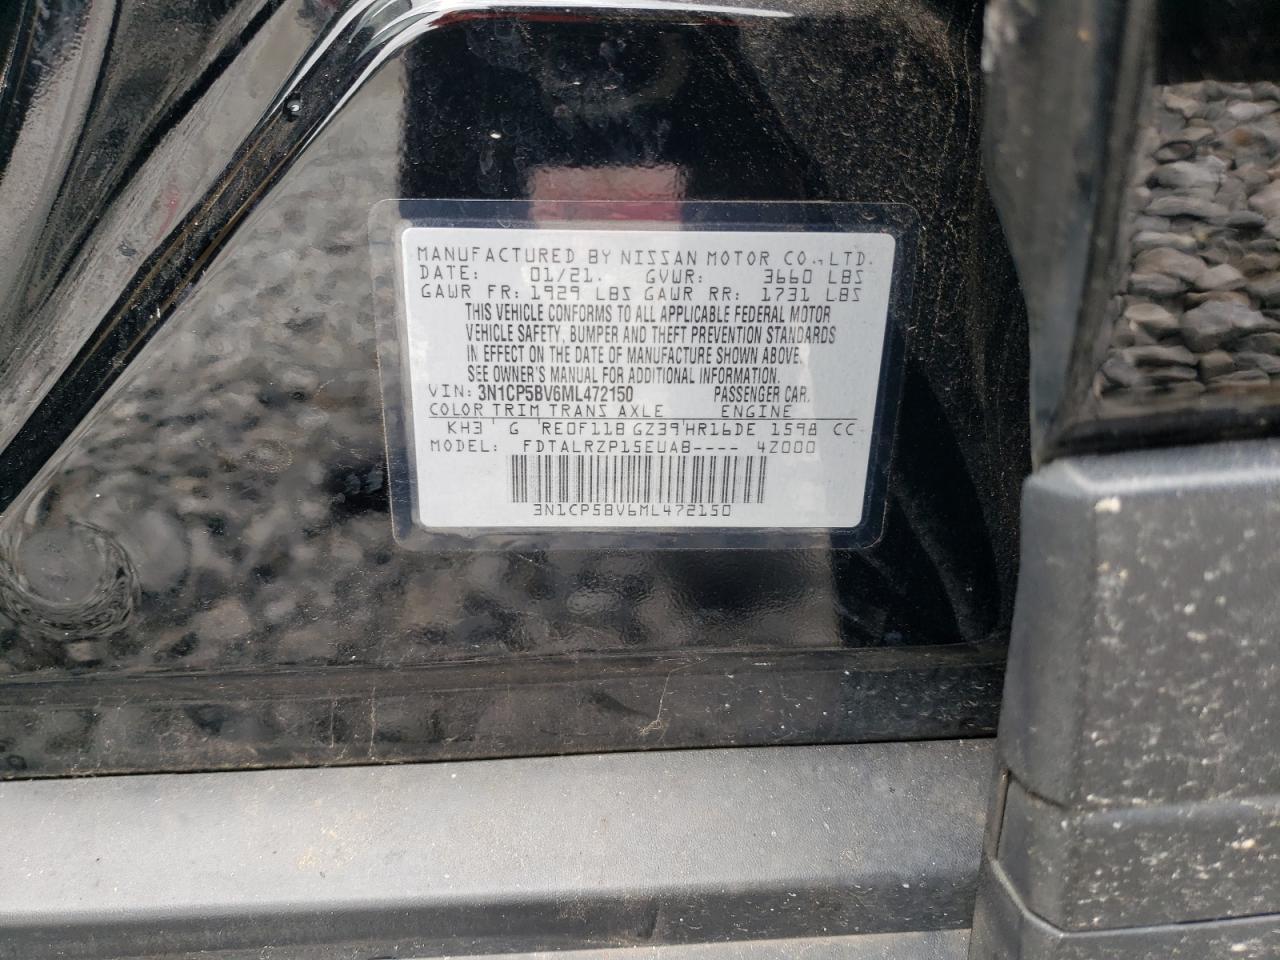 MANUFACTURED BY NISSAN MOTOR CO.,LTD.
DATE: 01/21. GVWR: 3660 LBS
GAWR FR: 1929 LBS GAWR RR: 1731 LBS
THIS VEHICLE CONFORMS TO ALL APPLICABLE FEDERAL MOTOR
VEHICLE SAFETY, BUMPER AND THEFT PREVENTION STANDARDS
IN EFFECT ON THE DATE OF MANUFACTURE SHOWN ABOVE.
SEE OWNER'S MANUAL FOR ADDITIONAL INFORMATION.
VIN: 3N1CP5BV6ML472150 PASSENGER CAR.
COLOR TRIM TRANS AXLE ENGINE
KH3 ' G ' RE0F11B GZ39'HR16DE 1598 CC
MODEL: FDTALRZP15EUAB---- 4Z000
3N1CP5BV6ML472150